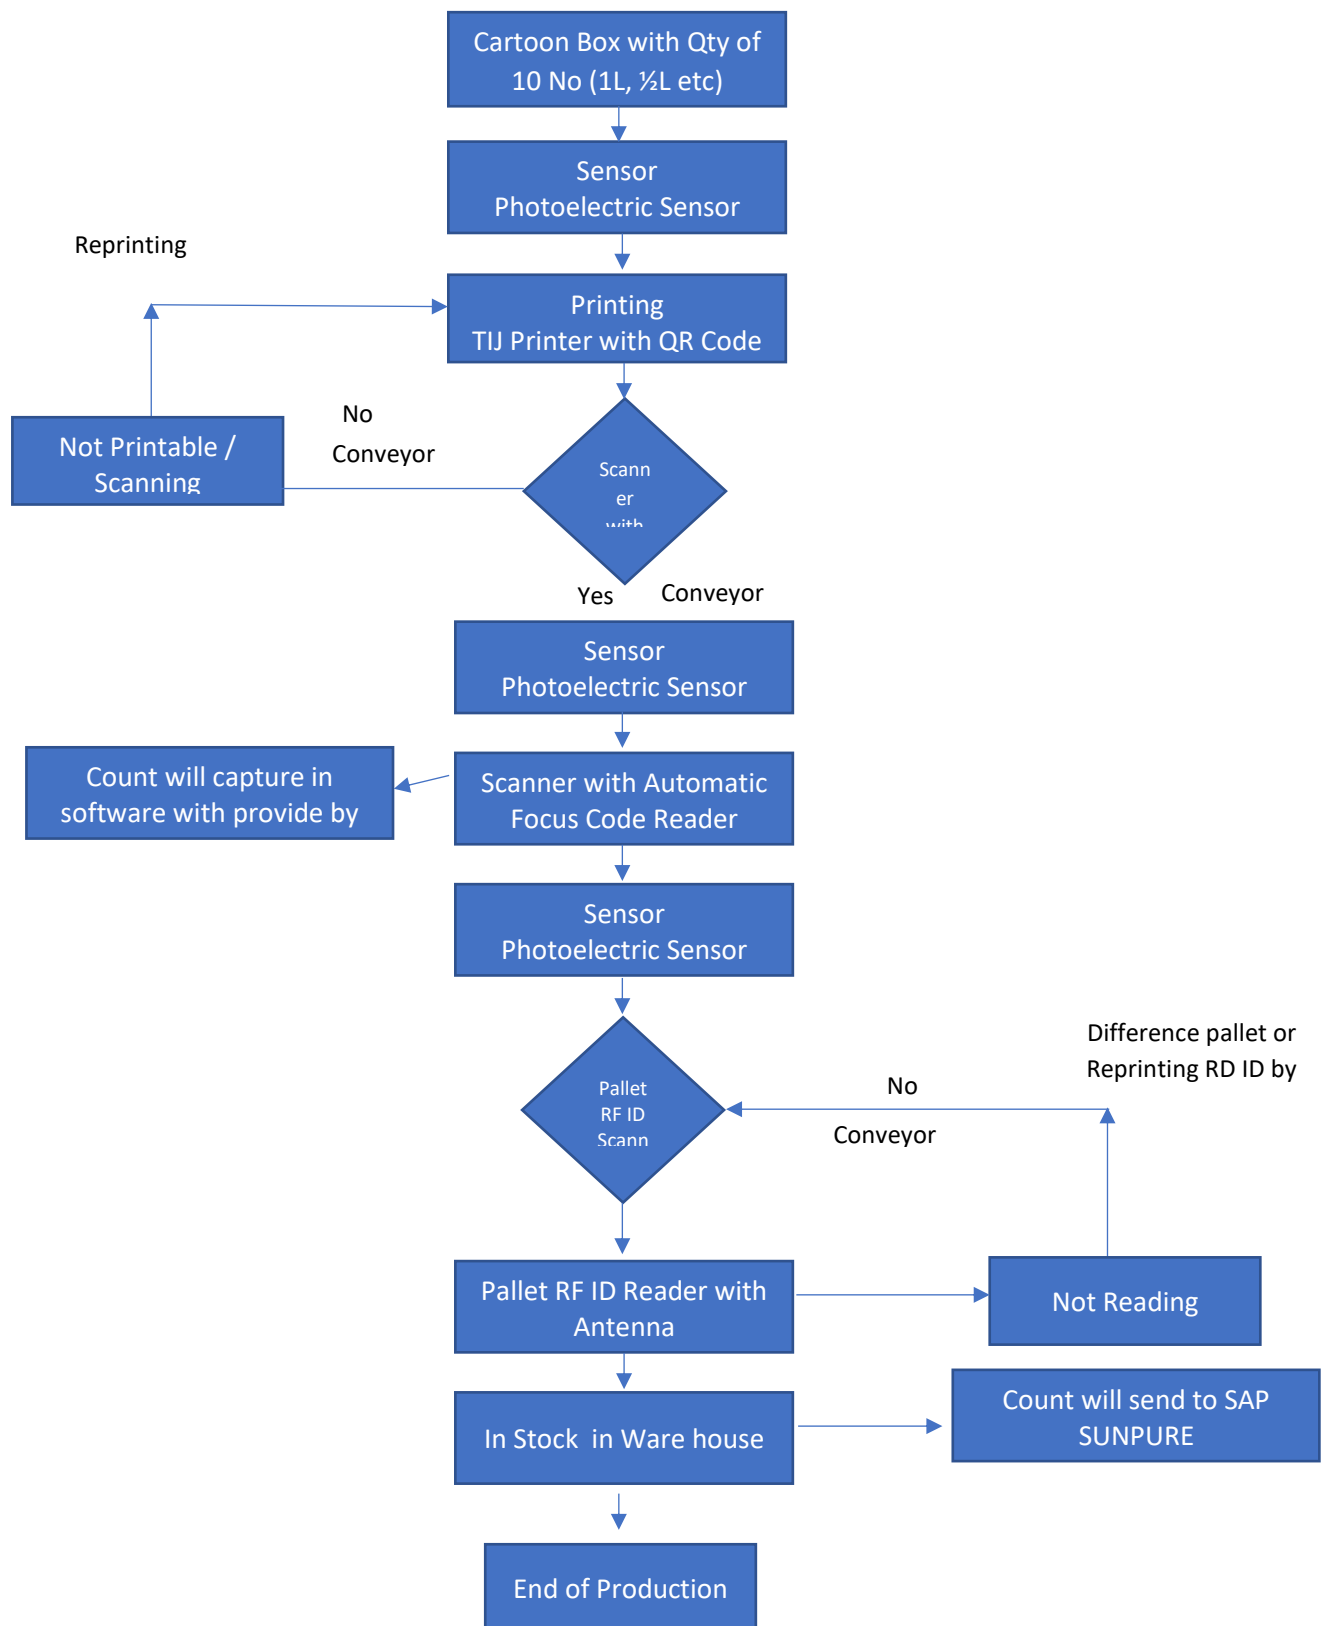 Cartoon Box with Qty of
10 No (1L, ½L etc)
Sensor
Photoelectric Sensor
Reprinting
Printing
TIJ Printer with QR Code
No
Conveyor
Not Printable /
Scanning
Scann
er
with
Yes
Conveyor
Sensor
Photoelectric Sensor
Count will capture in
software with provide by
Scanner with Automatic
Focus Code Reader
Sensor
Photoelectric Sensor
Difference pallet or
Reprinting RD ID by
Pallet
RF ID
Scann
No
Conveyor
Pallet RF ID Reader with
Antenna
Not Reading
In Stock  in Ware house
Count will send to SAP
SUNPURE
End of Production